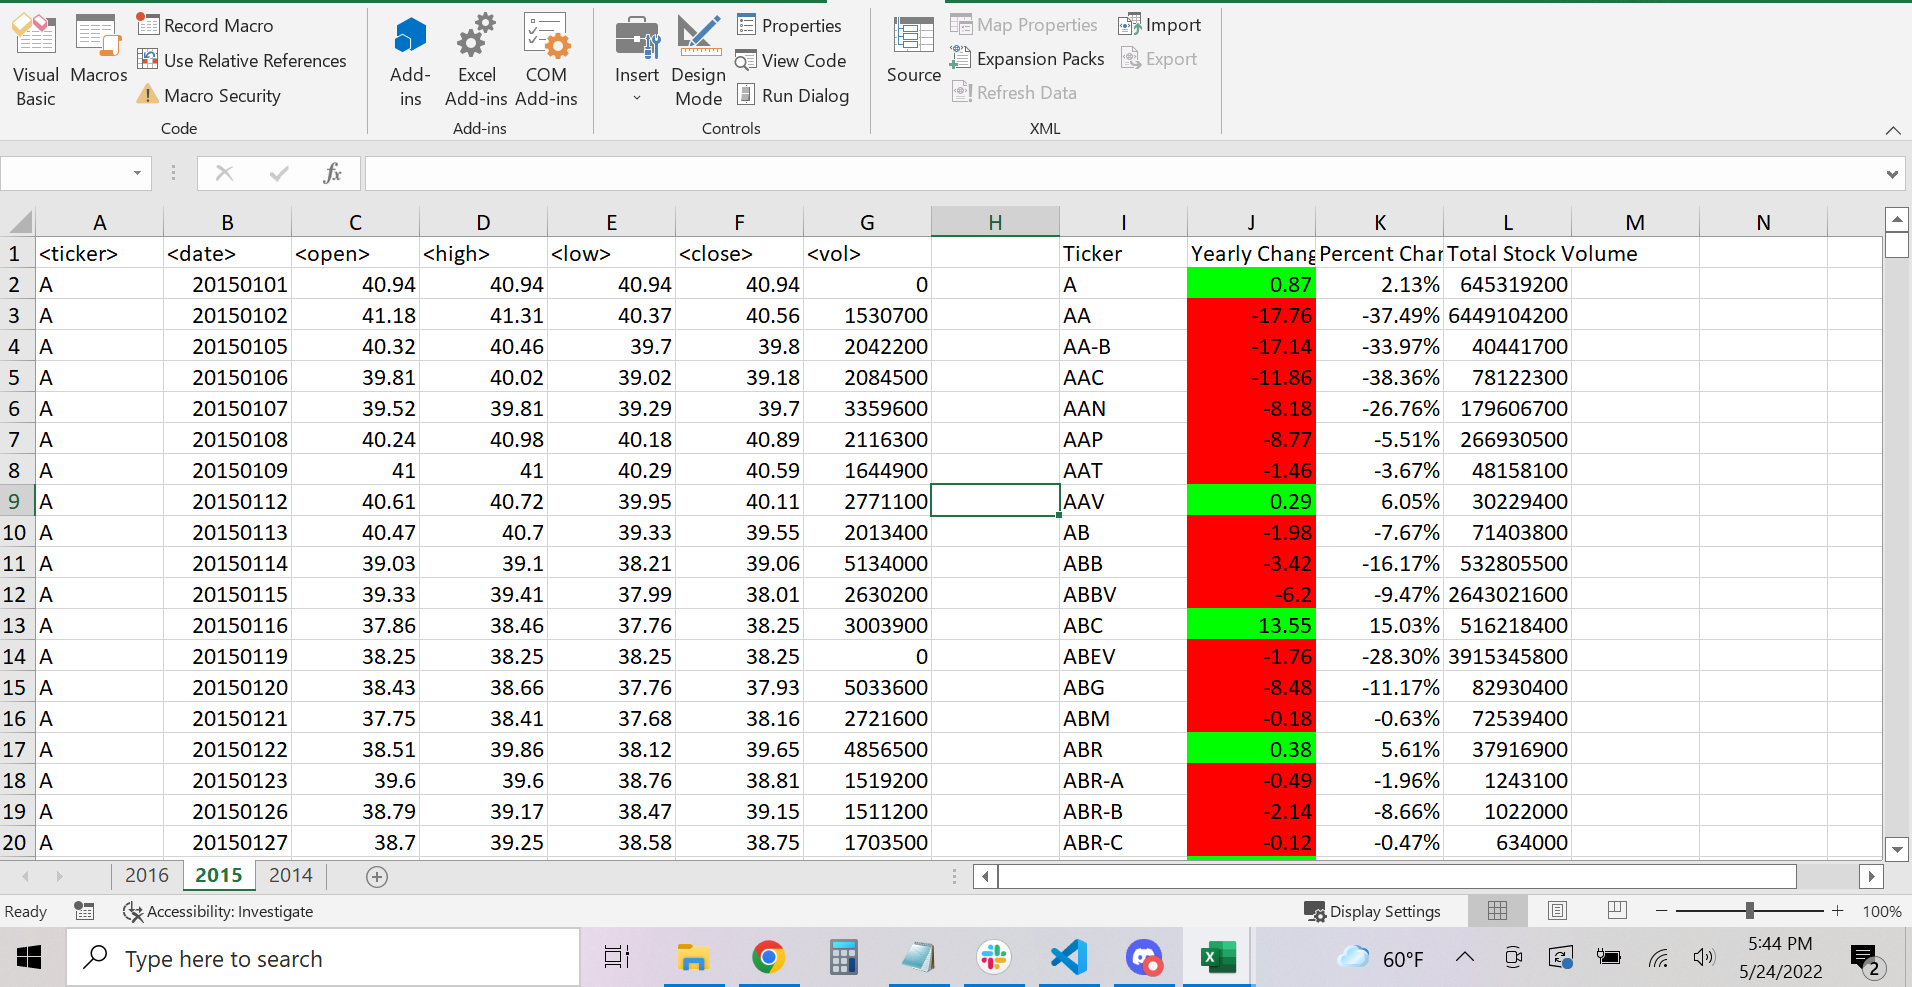 Visual Basic
Macros
Record Macro
Use Relative References
Macro Security
Code
Add-ins
Excel Add-ins
COM Add-ins
Add-ins
Insert
Design Mode
Properties
View Code
Run Dialog
Controls
Source
Map Properties
Expansion Packs
Refresh Data
Import
Export
XML
fx
A B C D E F G H I J K L M N
1 <ticker> <date> <open> <high> <low> <close> <vol> Ticker Yearly Chang Percent Char Total Stock Volume
2 A 20150101 40.94 40.94 40.94 40.94 0 A 0.87 2.13% 645319200
3 A 20150102 41.18 41.31 40.37 40.56 1530700 AA -17.76 -37.49% 6449104200
4 A 20150105 40.32 40.46 39.7 39.8 2042200 AA-B -17.14 -33.97% 40441700
5 A 20150106 39.81 40.02 39.02 39.18 2084500 AAC -11.86 -38.36% 78122300
6 A 20150107 39.52 39.81 39.29 39.7 3359600 AAN -8.18 -26.76% 179606700
7 A 20150108 40.24 40.98 40.18 40.89 2116300 AAP -8.77 -5.51% 266930500
8 A 20150109 41 41 40.29 40.59 1644900 AAT -1.46 -3.67% 48158100
9 A 20150112 40.61 40.72 39.95 40.11 2771100 AAV 0.29 6.05% 30229400
10 A 20150113 40.47 40.7 39.33 39.55 2013400 AB -1.98 -7.67% 71403800
11 A 20150114 39.03 39.1 38.21 39.06 5134000 ABB -3.42 -16.17% 532805500
12 A 20150115 39.33 39.41 37.99 38.01 2630200 ABBV -6.2 -9.47% 2643021600
13 A 20150116 37.86 38.46 37.76 38.25 3003900 ABC 13.55 15.03% 516218400
14 A 20150119 38.25 38.25 38.25 38.25 0 ABEV -1.76 -28.30% 3915345800
15 A 20150120 38.43 38.66 37.76 37.93 5033600 ABG -8.48 -11.17% 82930400
16 A 20150121 37.75 38.41 37.68 38.16 2721600 ABM -0.18 -0.63% 72539400
17 A 20150122 38.51 39.86 38.12 39.65 4856500 ABR 0.38 5.61% 37916900
18 A 20150123 39.6 39.6 38.76 38.81 1519200 ABR-A -0.49 -1.96% 1243100
19 A 20150126 38.79 39.17 38.47 39.15 1511200 ABR-B -2.14 -8.66% 1022000
20 A 20150127 38.7 39.25 38.58 38.75 1703500 ABR-C -0.12 -0.47% 634000
2016 2015 2014
Ready
Accessibility: Investigate
Display Settings
100%
Type here to search
60°F
5:44 PM
5/24/2022
2